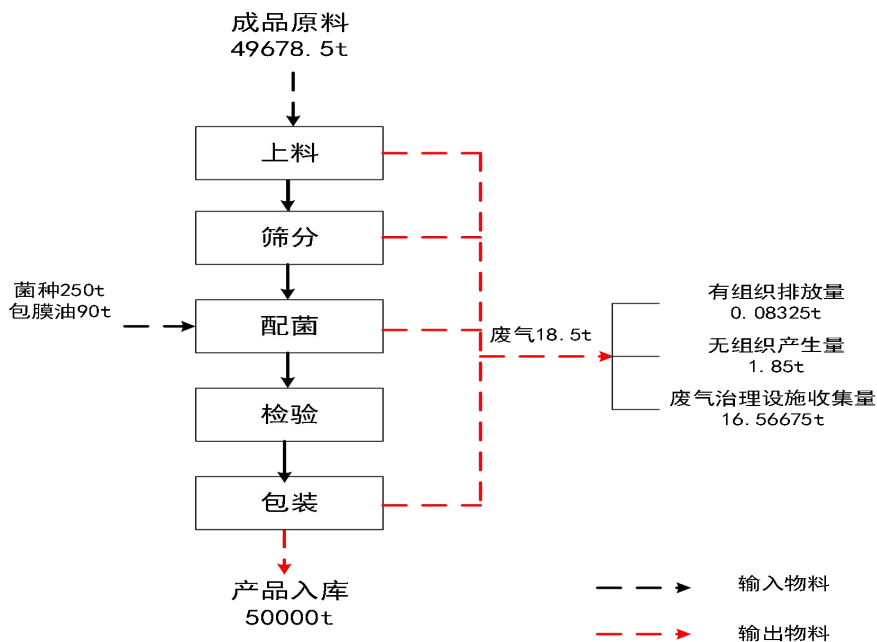 成品原料
49678.5t
上料
筛分
菌种250t
包膜油90t
配菌
检验
包装
产品入库
50000t
废气18.5t
有组织排放量
0.08325t
无组织产生量
1.85t
废气治理设施收集量
16.56675t
输入物料
输出物料